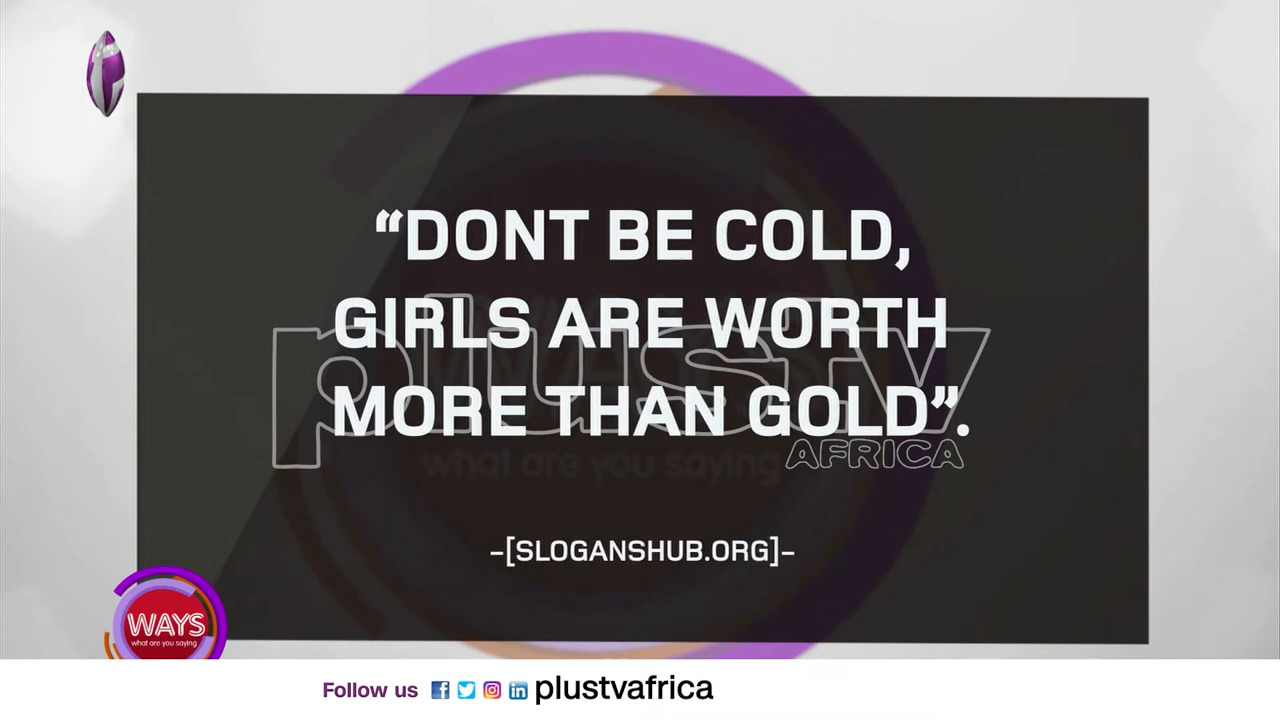 “DONT BE COLD,
GIRLS ARE WORTH
MORE THAN GOLD”.
plustv
AFRICA
what are you saying
–[SLOGANSHUB.ORG]–
WAYS
what are you saying
Follow us plustvafrica